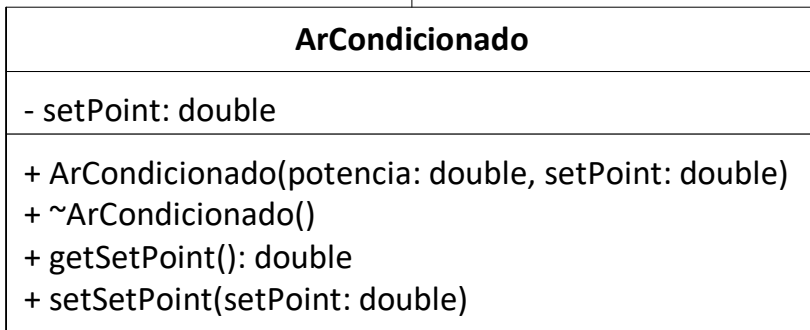 ArCondicionado
- setPoint: double
+ ArCondicionado(potencia: double, setPoint: double)
+ ~ArCondicionado()
+ getSetPoint(): double
+ setSetPoint(setPoint: double)